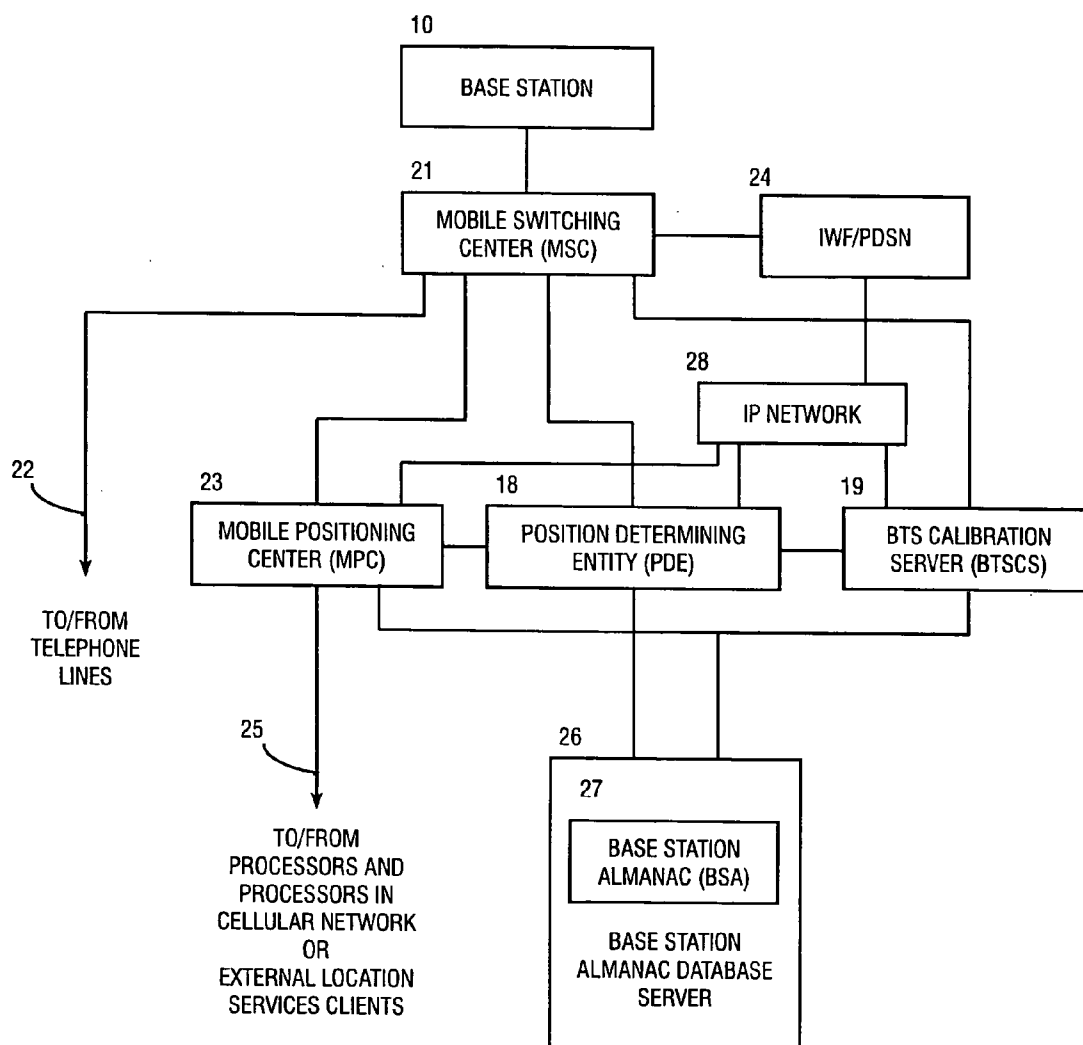 10
BASE STATION
21
MOBILE SWITCHING
CENTER (MSC)
24
IWF/PDSN
28
IP NETWORK
22
23
MOBILE POSITIONING
CENTER (MPC)
18
POSITION DETERMINING
ENTITY (PDE)
19
BTS CALIBRATION
SERVER (BTSCS)
TO/FROM
TELEPHONE
LINES
25
TO/FROM
PROCESSORS AND
PROCESSORS IN
CELLULAR NETWORK
OR
EXTERNAL LOCATION
SERVICES CLIENTS
26
27
BASE STATION
ALMANAC (BSA)
BASE STATION
ALMANAC DATABASE
SERVER